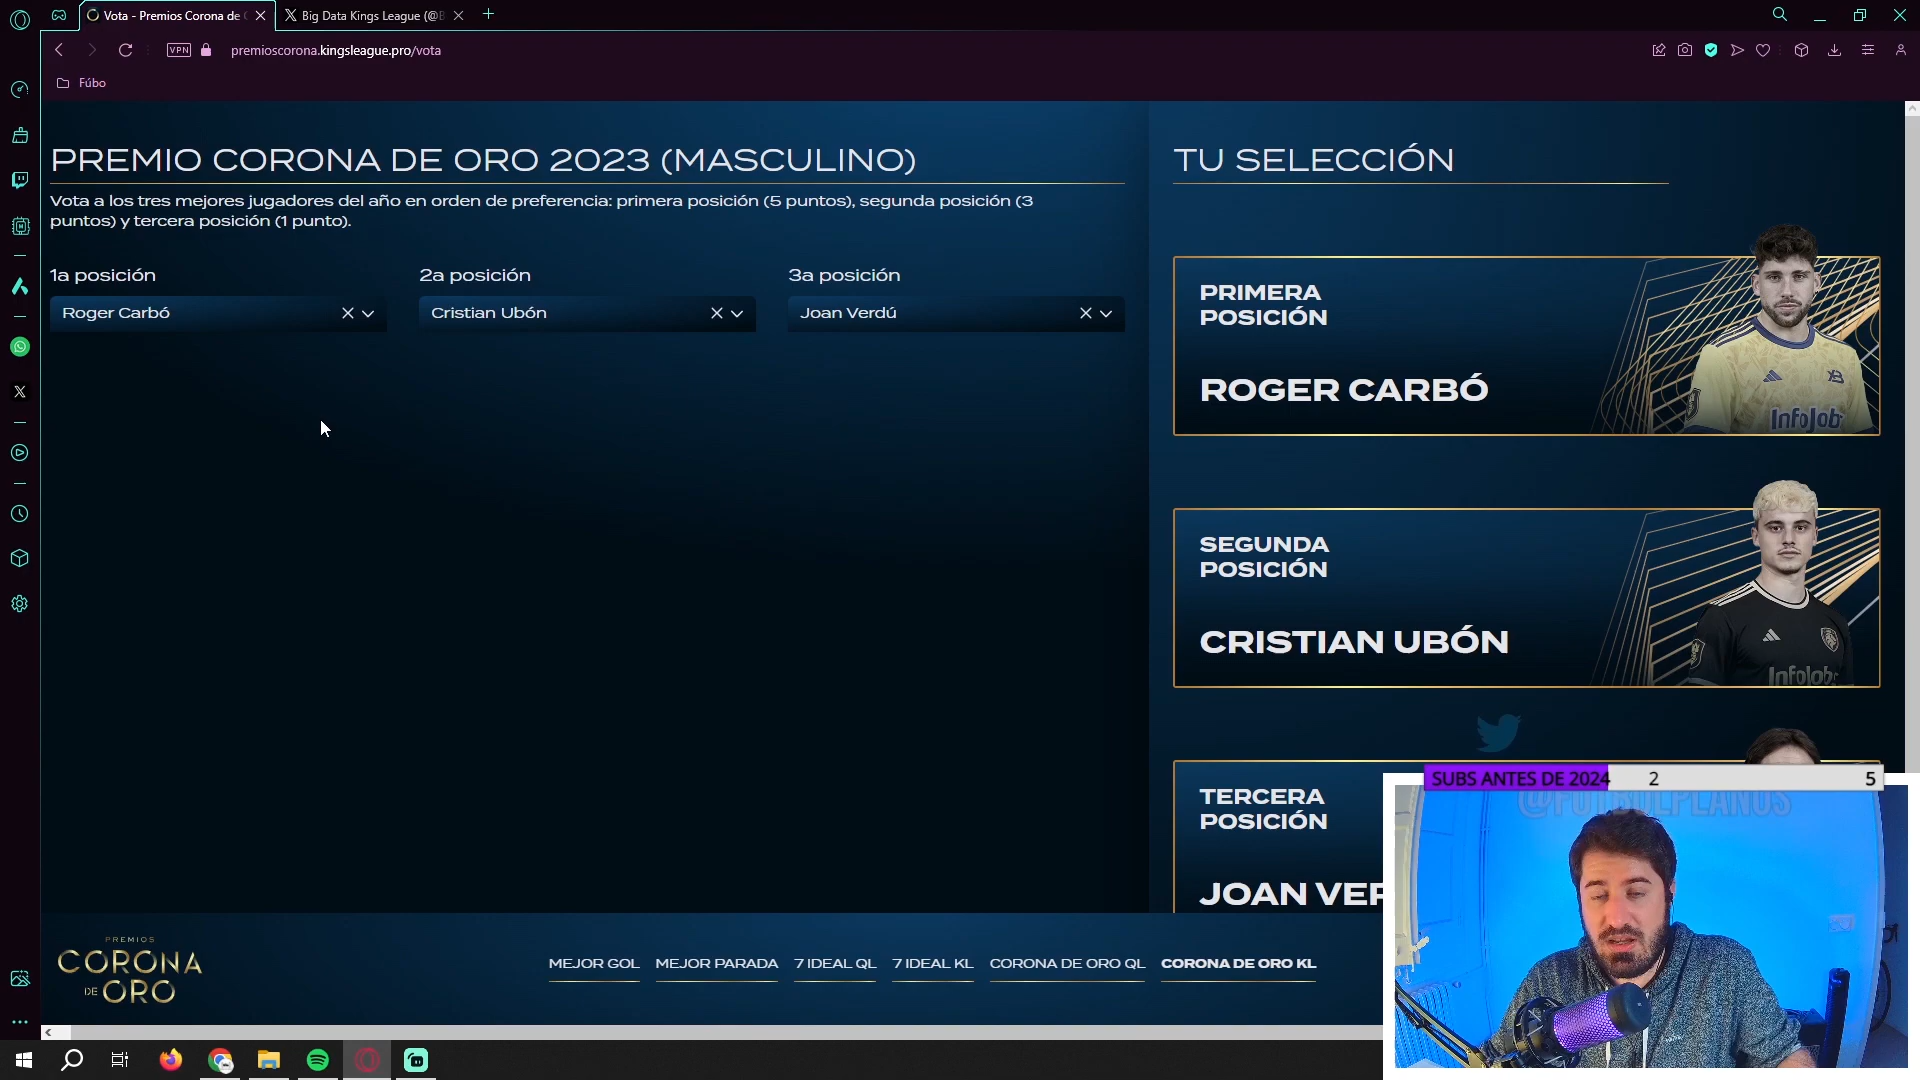 Vota - Premios Corona de
Big Data Kings League (@
VPN
premioscorona.kingsleague.pro/vota
Fúbo
PREMIO CORONA DE ORO 2023 (MASCULINO)
Vota a los tres mejores jugadores del año en orden de preferencia: primera posición (5 puntos), segunda posición (3
puntos) y tercera posición (1 punto).
1a posición
2a posición
3a posición
Roger Carbó
Cristian Ubón
Joan Verdú
TU SELECCIÓN
PRIMERA
POSICIÓN
ROGER CARBÓ
InfoJob
SEGUNDA
POSICIÓN
CRISTIAN UBÓN
InfoJob
TERCERA
POSICIÓN
JOAN VER
SUBS ANTES DE 2024 2 5
@FUTBOLPLANUS
PREMIOS
CORONA
DE ORO
MEJOR GOL
MEJOR PARADA
7 IDEAL QL
7 IDEAL KL
CORONA DE ORO QL
CORONA DE ORO KL